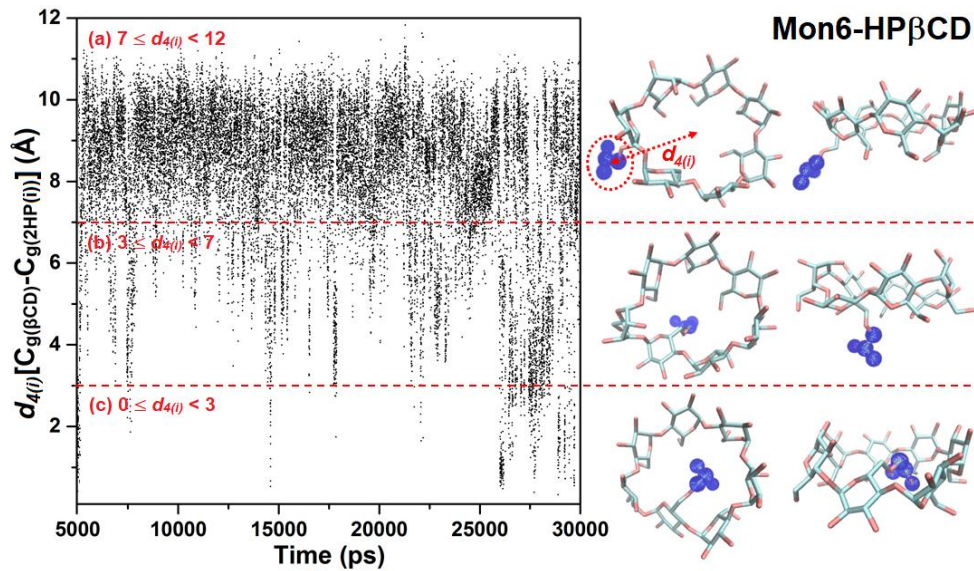 Mon6-HPβCD
d4(i)[Cg(βCD)-Cg(2HP(i))] (Å)
12
10
8
6
4
2
(a) 7 ≤ d4(i) < 12
(b) 3 ≤ d4(i) < 7
(c) 0 ≤ d4(i) < 3
d4(i)
5000 10000 15000 20000 25000 30000
Time (ps)